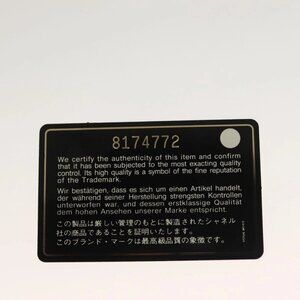 8174772
We certify the authenticity of this item and confirm
that it has been subjected to the most exacting quality
control. Its high quality is a symbol of the fine reputation
of the Trademark.
Wir bestätigen, dass es sich um einen Artikel handelt,
der während seiner Herstellung strengsten Kontrollen
unterworfen war, und dessen erstklassige Qualität
dem hohen Ansehen unserer Marke entspricht.
この製品は厳しい管理のもとに製造されたシャネル
社の商品であることを証明いたします。
このブランド・マークは最高級品質の象徴です。